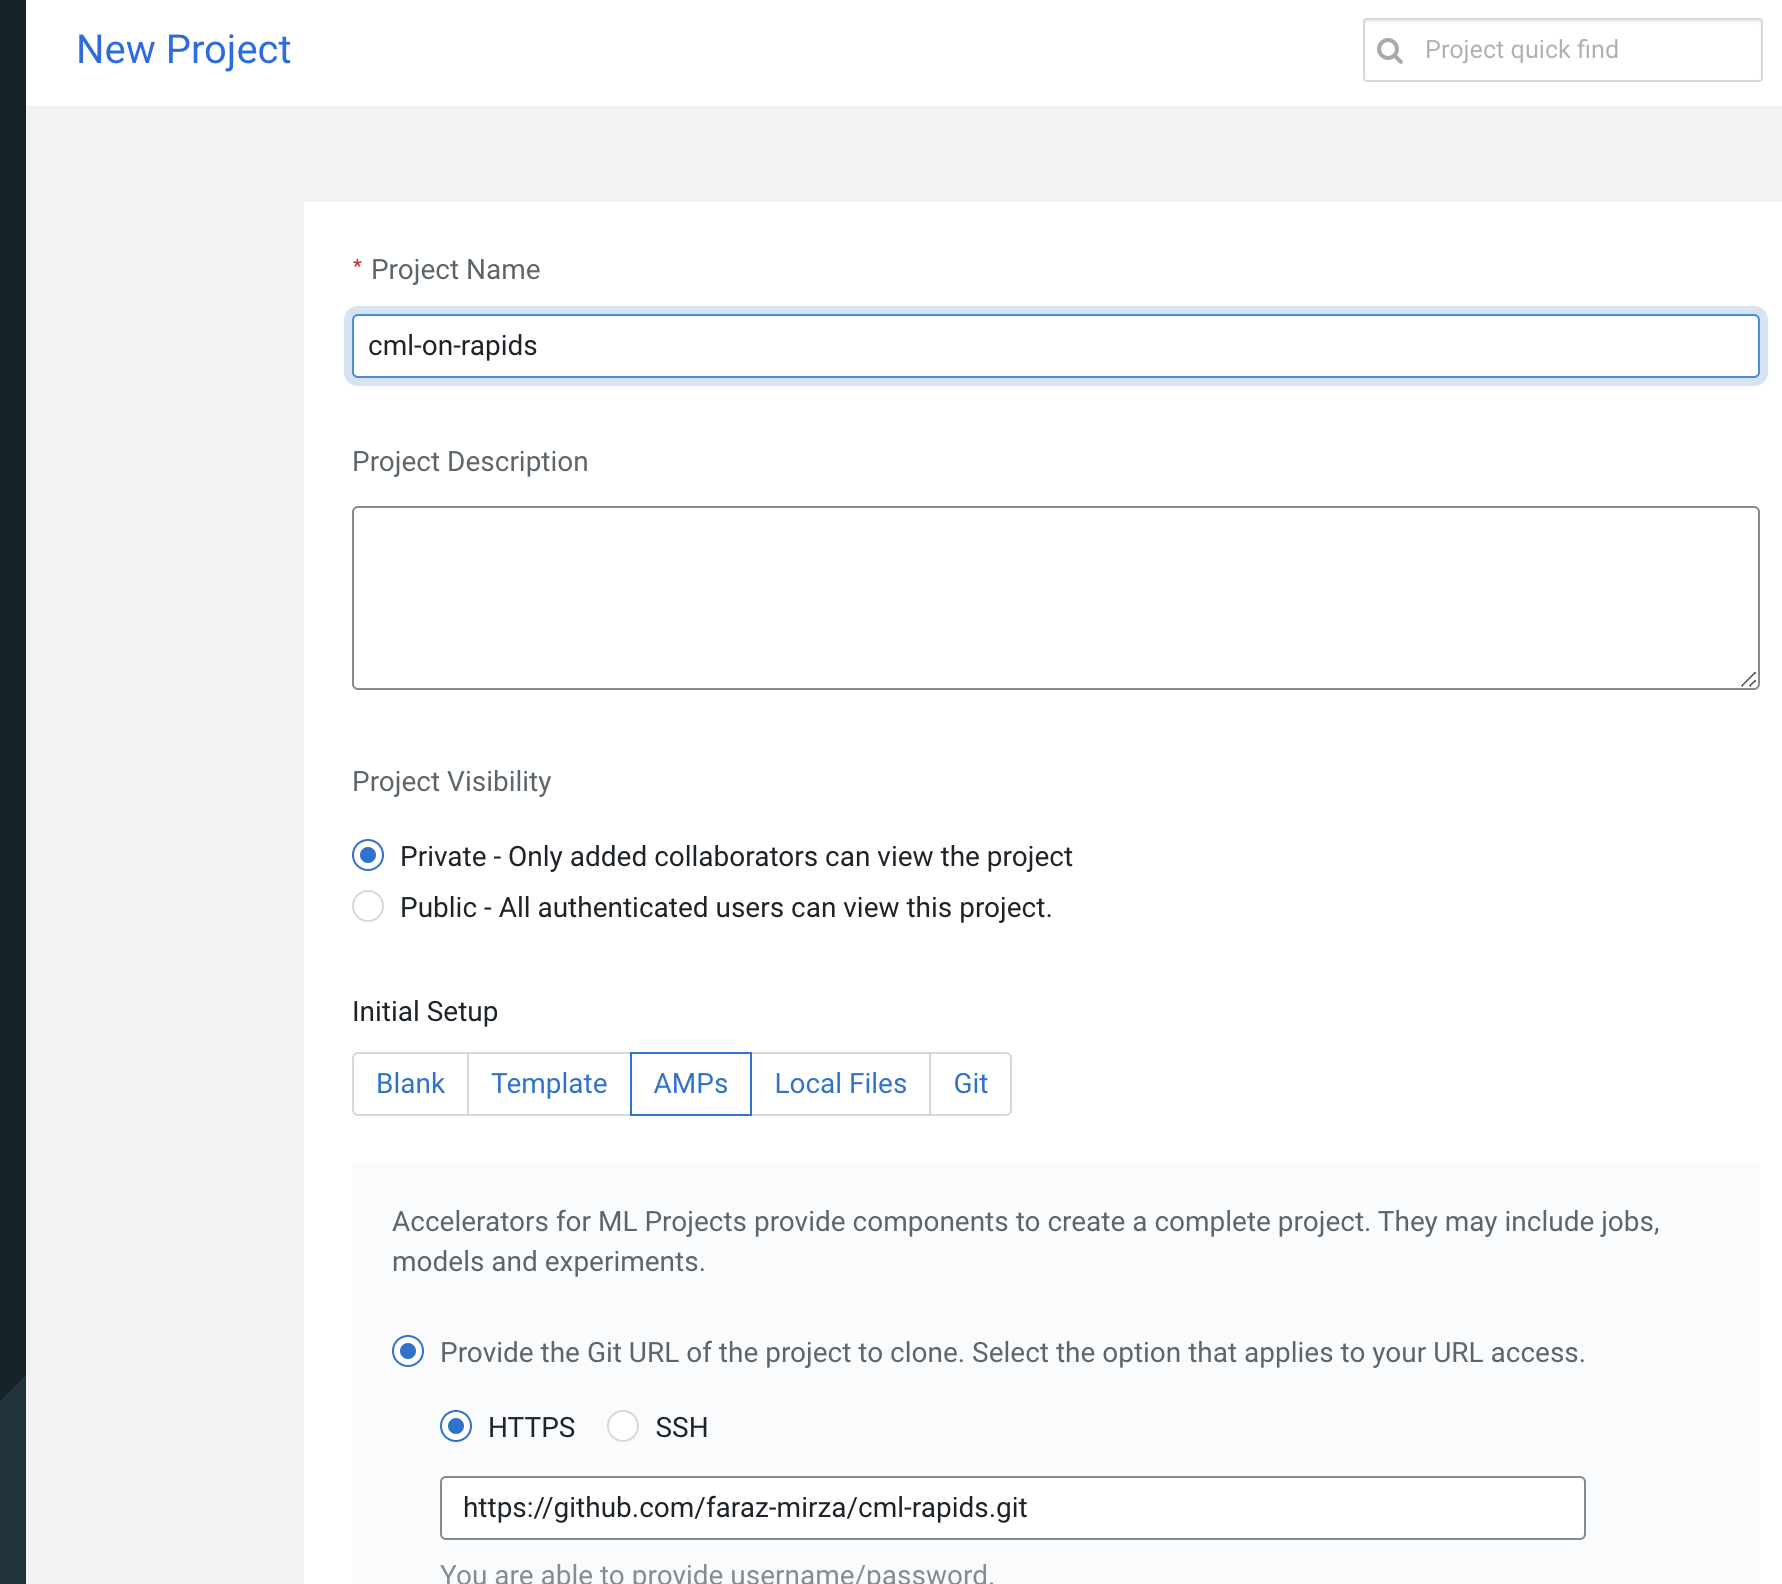 New Project
Project quick find
* Project Name
cml-on-rapids
Project Description
Project Visibility
Private - Only added collaborators can view the project
Public - All authenticated users can view this project.
Initial Setup
Blank Template AMPs Local Files Git
Accelerators for ML Projects provide components to create a complete project. They may include jobs,
models and experiments.
Provide the Git URL of the project to clone. Select the option that applies to your URL access.
HTTPS SSH
https://github.com/faraz-mirza/cml-rapids.git
You are able to provide username/password.